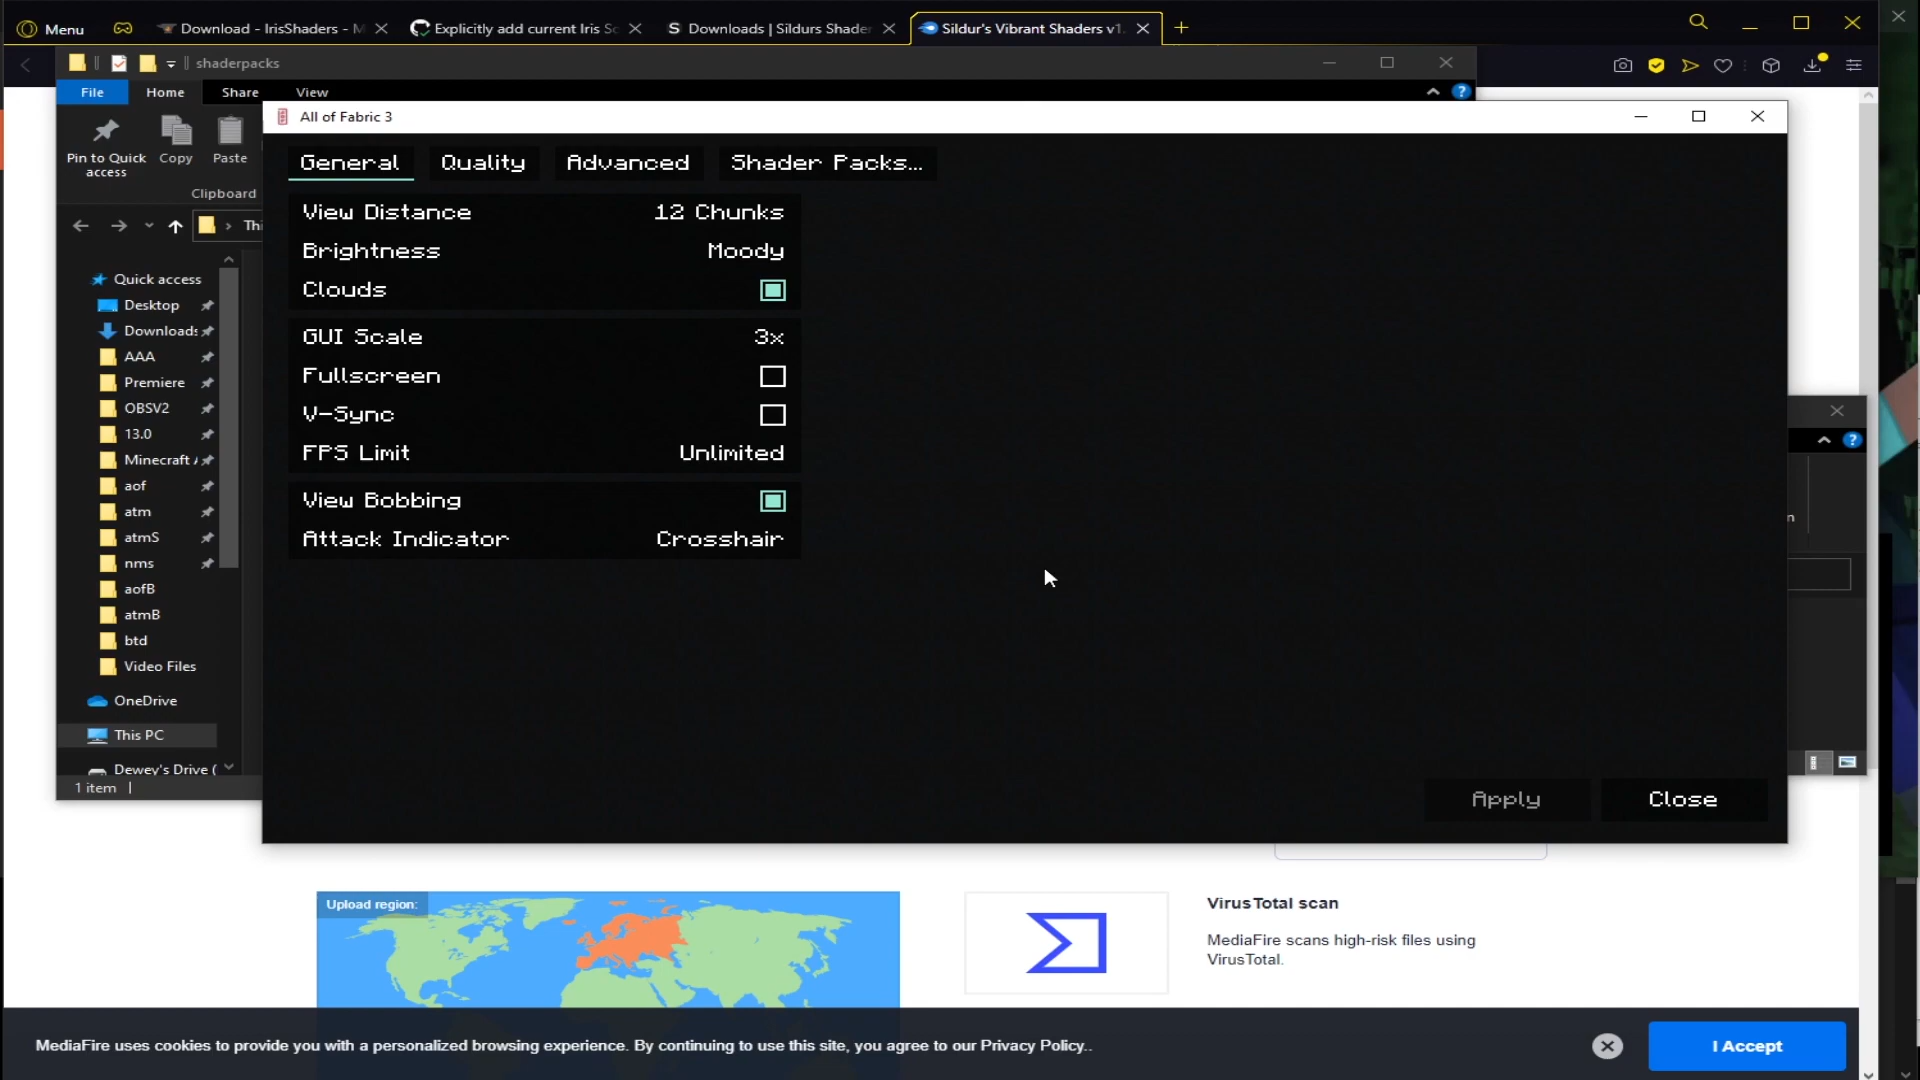 Menu
Download - IrisShaders - M
Explicitly add current Iris Sc
Downloads | Sildurs Shader
Sildur's Vibrant Shaders v1.
shaderpacks
File
Home
Share
View
All of Fabric 3
Pin to Quick
access
Copy
Paste
Clipboard
Thi
Quick access
Desktop
Downloads
AAA
Premiere
OBSV2
13.0
Minecraft
aof
atm
atmS
nms
aofB
atmB
btd
Video Files
OneDrive
This PC
Dewey's Drive (
1 item
General
Quality
Advanced
Shader Packs...
View Distance 12 Chunks
Brightness Moody
Clouds
GUI Scale 3x
Fullscreen
V-Sync
FPS Limit Unlimited
View Bobbing
Attack Indicator Crosshair
Apply
Close
n
Upload region:
VirusTotal scan
MediaFire scans high-risk files using
VirusTotal.
MediaFire uses cookies to provide you with a personalized browsing experience. By continuing to use this site, you agree to our Privacy Policy..
I Accept